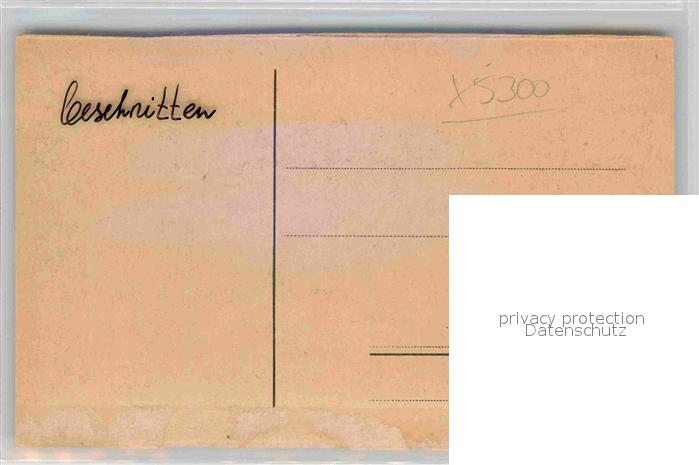 beschnitten
x5300
privacy protection
Datenschutz